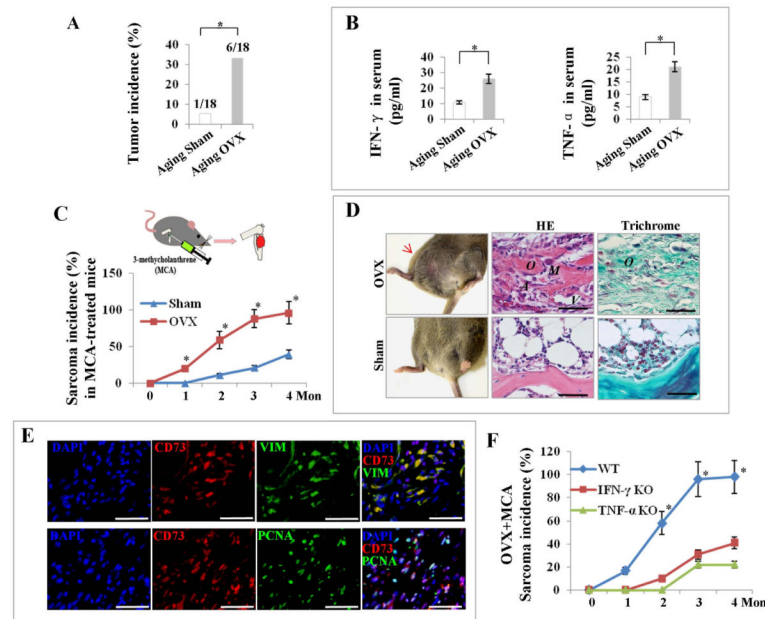 A
Tumor incidence (%)
40
30
20
10
0
*
1/18
6/18
Aging Sham
Aging OVX
B
IFN- γ in serum
(pg/ml)
40
30
20
10
0
*
Aging Sham
Aging OVX
TNF- α in serum
(pg/ml)
25
20
15
10
5
0
*
Aging Sham
Aging OVX
C
3-methycholanthrene
(MCA)
Sarcoma incidence (%)
in MCA-treated mice
150
100
50
0
Sham
OVX
*
*
*
*
0 1 2 3 4 Mon
D
HE
Trichrome
OVX
Sham
O
M
A
V
O
E
DAPI
CD73
VIM
DAPI
CD73
VIM
DAPI
CD73
PCNA
DAPI
CD73
PCNA
F
OVX+MCA
Sarcoma incidence (%)
120
100
80
60
40
20
0
WT
IFN-γ KO
TNF-α KO
*
*
*
0 1 2 3 4 Mon